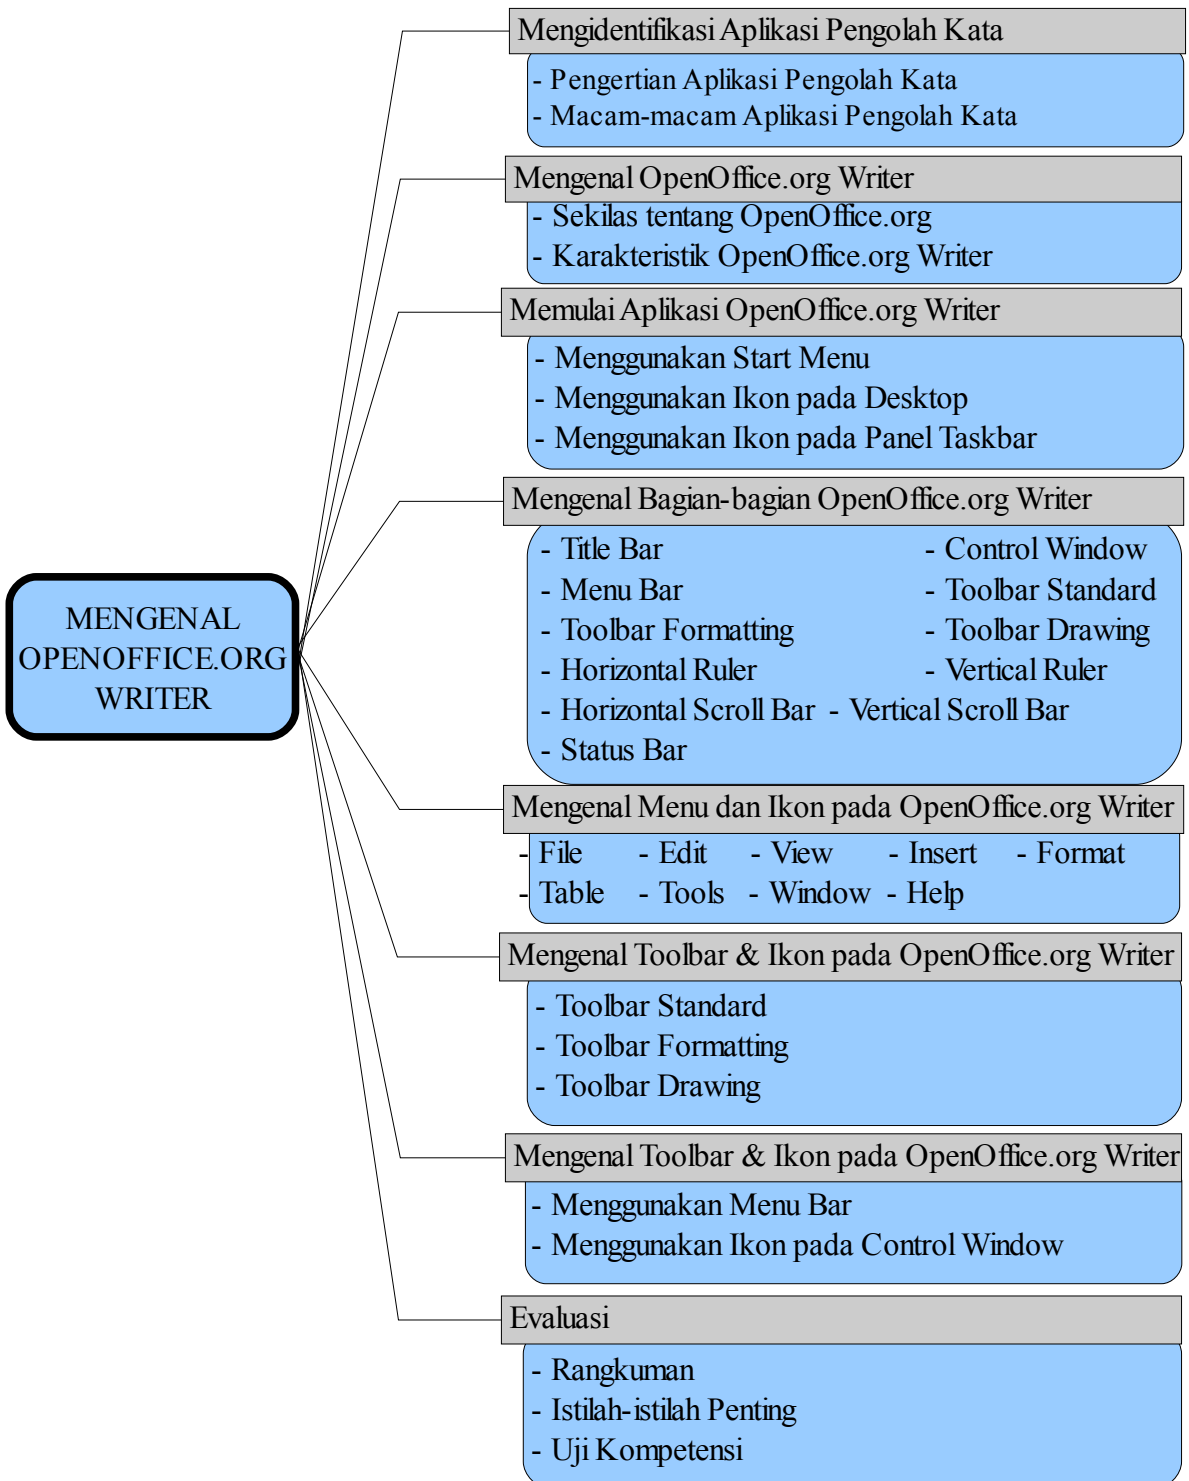 Mengidentifikasi Aplikasi Pengolah Kata
- Pengertian Aplikasi Pengolah Kata
- Macam-macam Aplikasi Pengolah Kata
Mengenal OpenOffice.org Writer
- Sekilas tentang OpenOffice.org
- Karakteristik OpenOffice.org Writer
Memulai Aplikasi OpenOffice.org Writer
- Menggunakan Start Menu
- Menggunakan Ikon pada Desktop
- Menggunakan Ikon pada Panel Taskbar
Mengenal Bagian-bagian OpenOffice.org Writer
- Title Bar - Control Window
- Menu Bar - Toolbar Standard
- Toolbar Formatting - Toolbar Drawing
- Horizontal Ruler - Vertical Ruler
- Horizontal Scroll Bar - Vertical Scroll Bar
- Status Bar
MENGENAL
OPENOFFICE.ORG
WRITER
Mengenal Menu dan Ikon pada OpenOffice.org Writer
- File - Edit - View - Insert - Format
- Table - Tools - Window - Help
Mengenal Toolbar & Ikon pada OpenOffice.org Writer
- Toolbar Standard
- Toolbar Formatting
- Toolbar Drawing
Mengenal Toolbar & Ikon pada OpenOffice.org Writer
- Menggunakan Menu Bar
- Menggunakan Ikon pada Control Window
Evaluasi
- Rangkuman
- Istilah-istilah Penting
- Uji Kompetensi